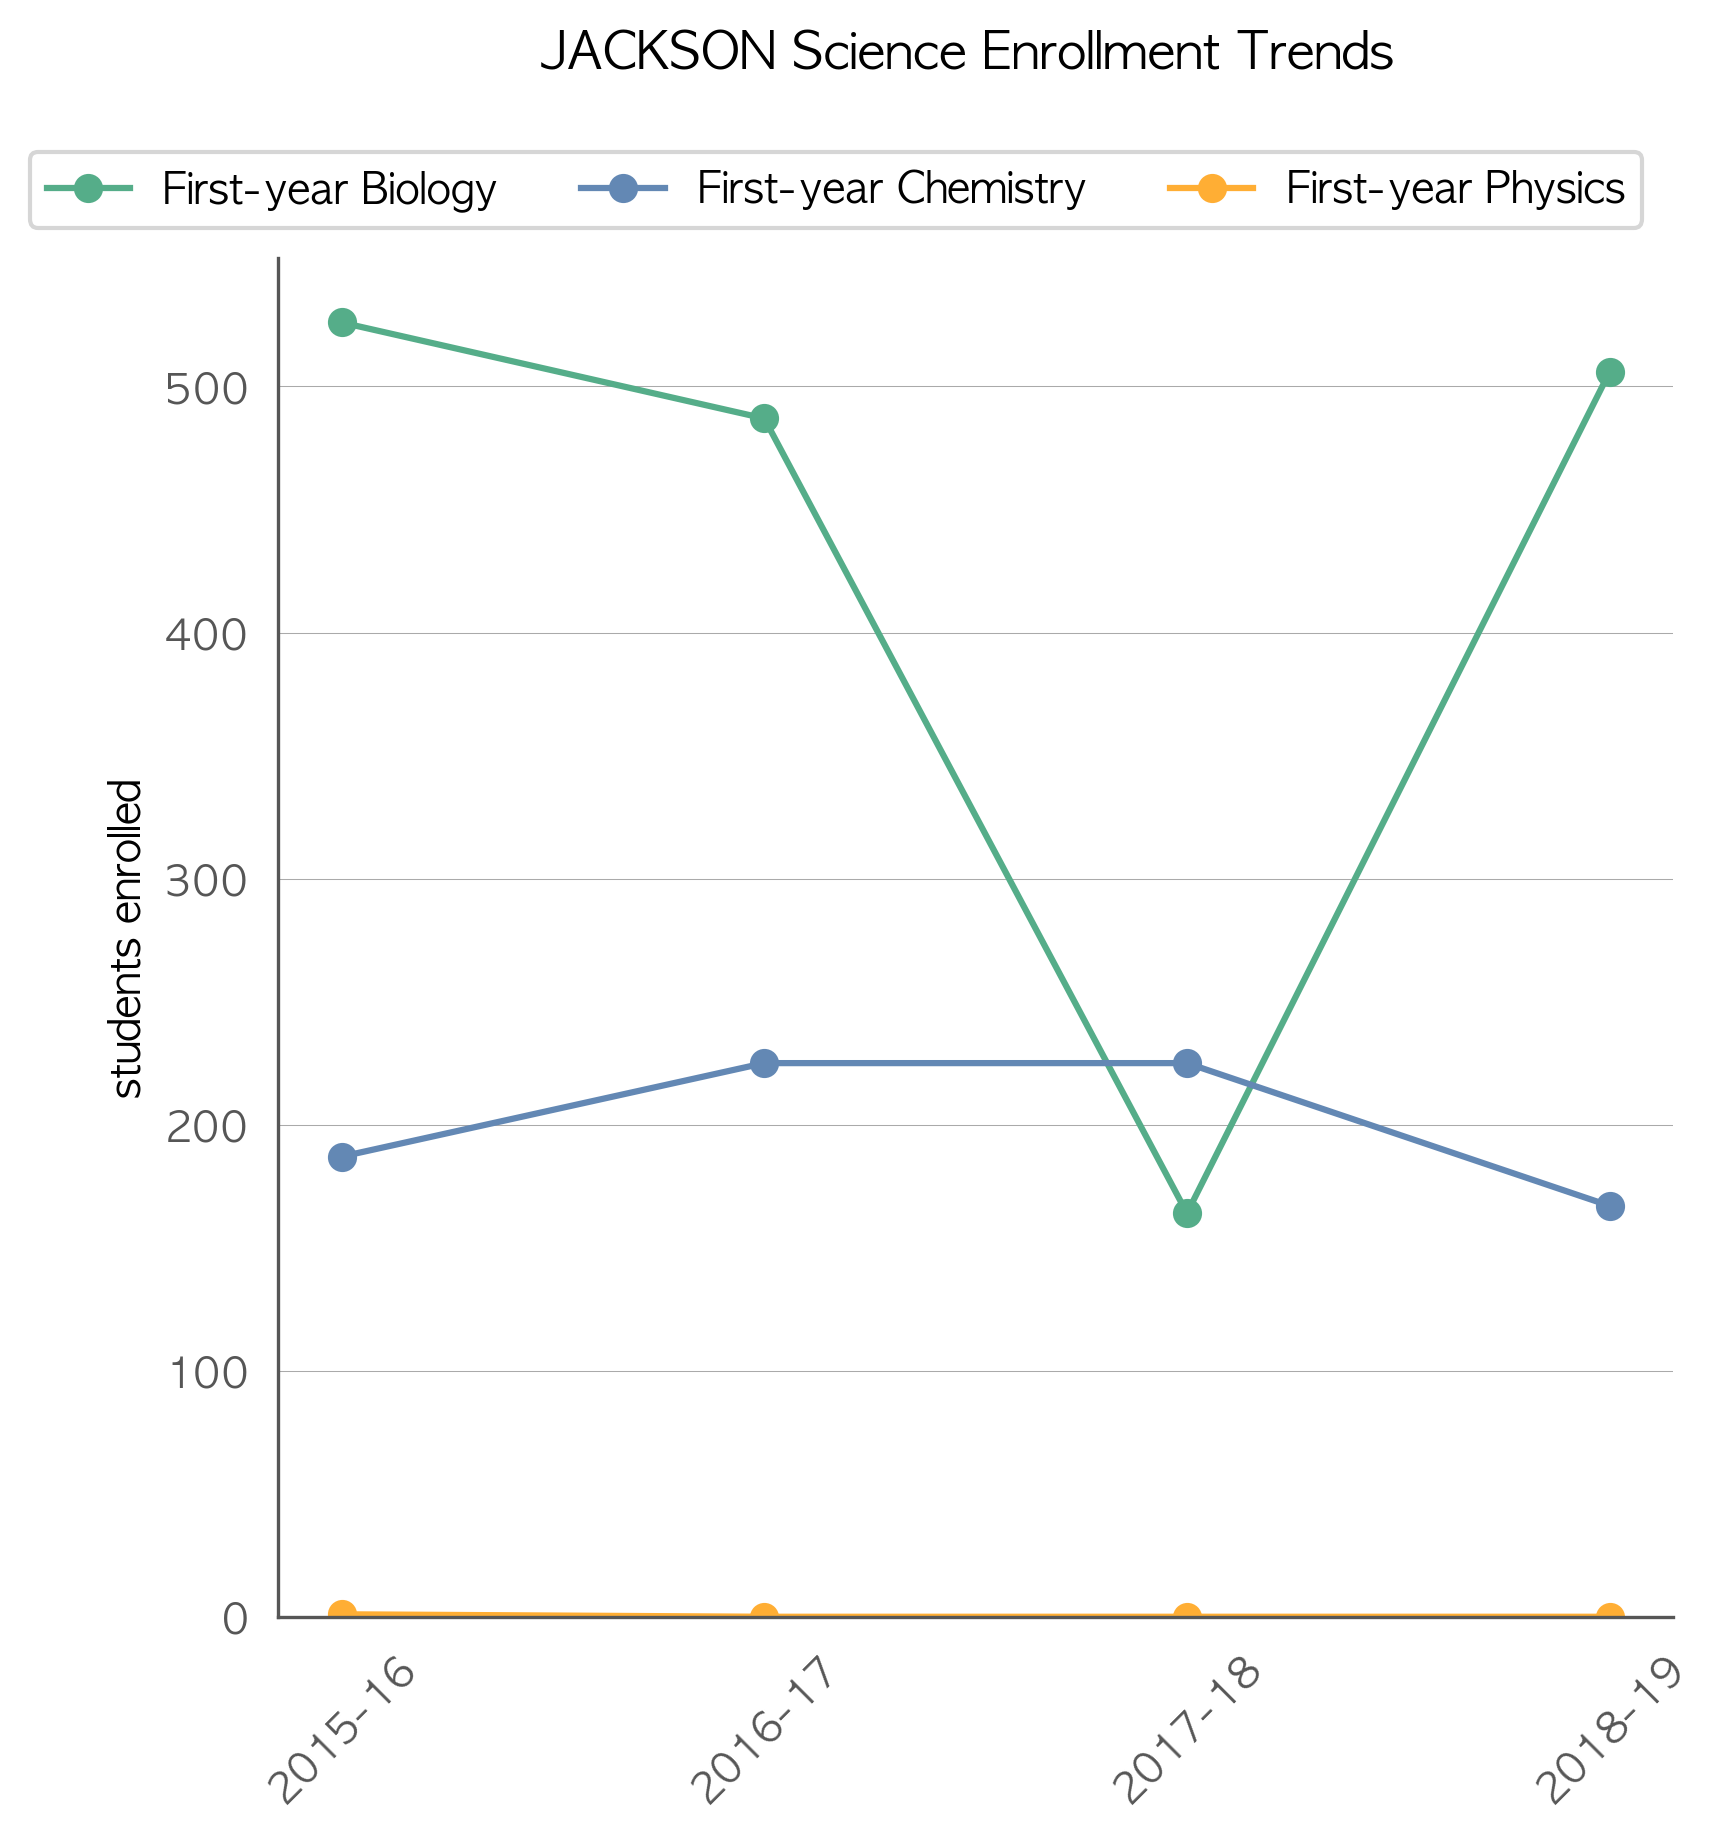 JACKSON Science Enrollment Trends
First-year Biology
First-year Chemistry
First-year Physics
500
400
300
200
100
0
students enrolled
2015-16
2016-17
2017-18
2018-19